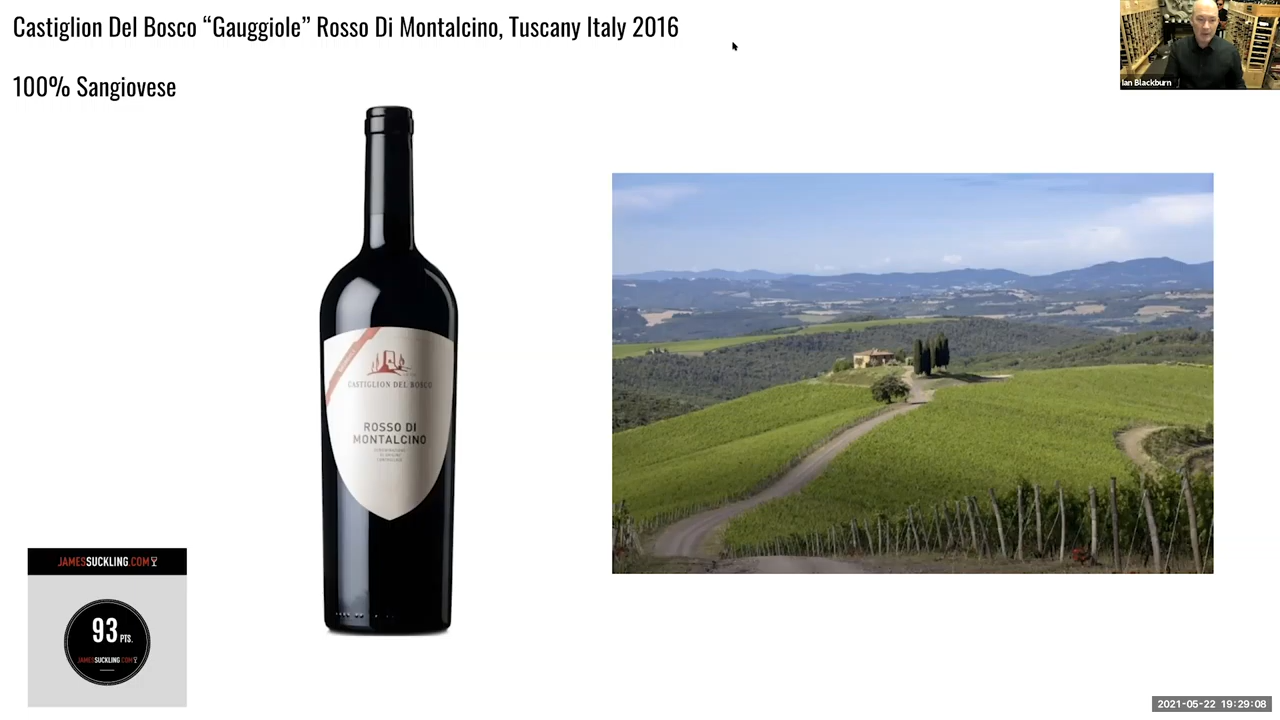 Castiglion Del Bosco “Gauggiole” Rosso Di Montalcino, Tuscany Italy 2016
100% Sangiovese
Ian Blackburn
CASTIGLION DEL BOSCO
ROSSO DI
MONTALCINO
JAMESSUCKLING.COM
93 PTS.
JAMESSUCKLING.COM
2021-05-22 19:29:08